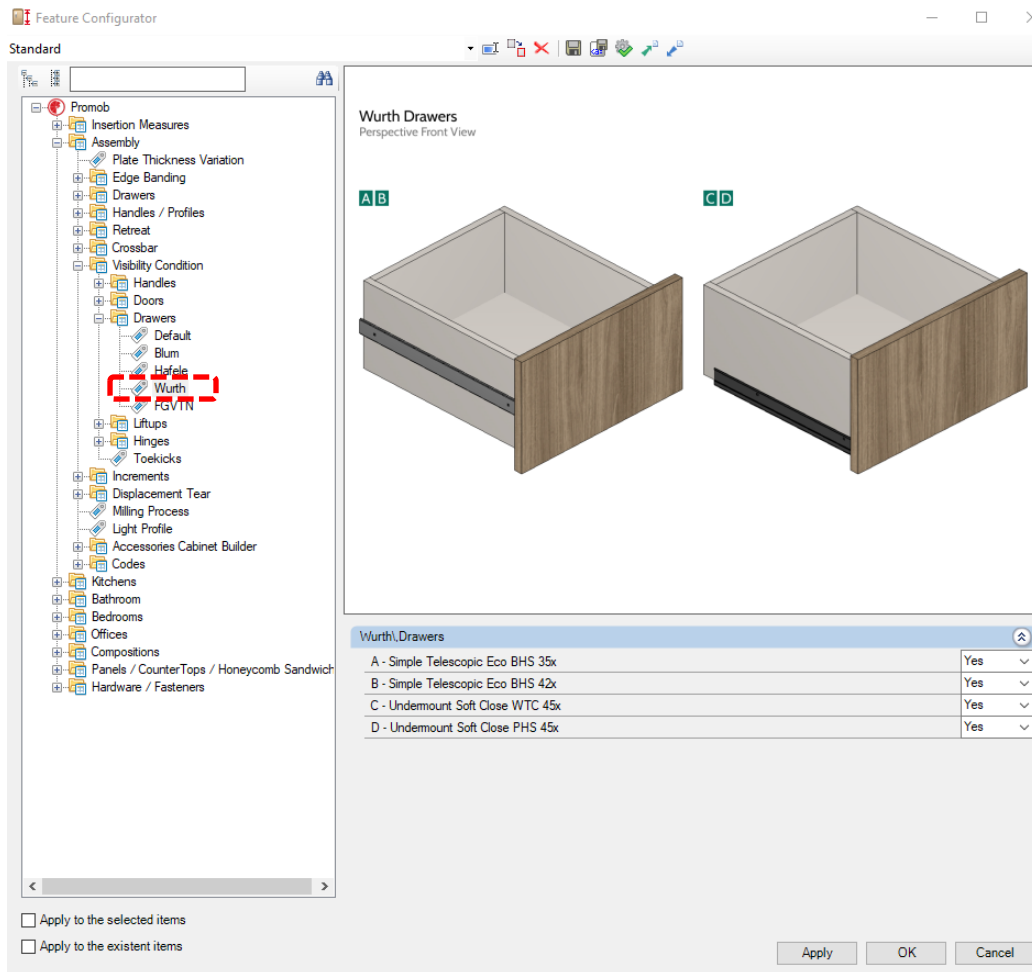 Feature Configurator
Standard
Promob
Insertion Measures
Assembly
Plate Thickness Variation
Edge Banding
Drawers
Handles / Profiles
Retreat
Crossbar
Visibility Condition
Handles
Doors
Drawers
Default
Blum
Hafele
Wurth
FGVTN
Liftups
Hinges
Toekicks
Increments
Displacement Tear
Milling Process
Light Profile
Accessories Cabinet Builder
Codes
Kitchens
Bathroom
Bedrooms
Offices
Compositions
Panels / CounterTops / Honeycomb Sandwich
Hardware / Fasteners
Wurth Drawers
Perspective Front View
A B
C D
Wurth\,Drawers
A - Simple Telescopic Eco BHS 35x Yes
B - Simple Telescopic Eco BHS 42x Yes
C - Undermount Soft Close WTC 45x Yes
D - Undermount Soft Close PHS 45x Yes
Apply to the selected items
Apply to the existent items
Apply OK Cancel